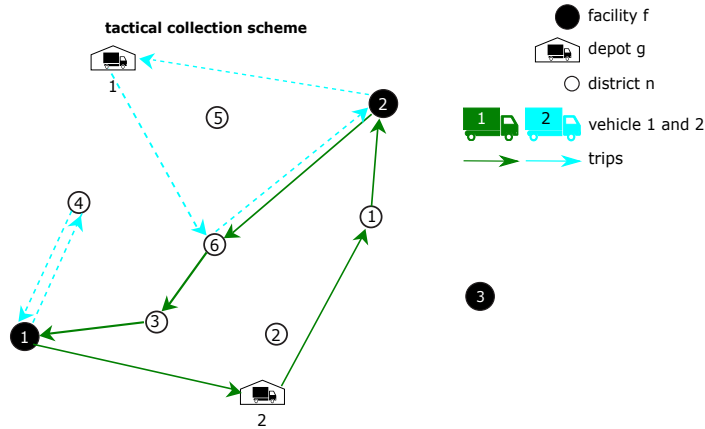 tactical collection scheme
facility f
depot g
district n
1 2 vehicle 1 and 2
trips
1
2
5
4
1
6
3
3
2
1
2